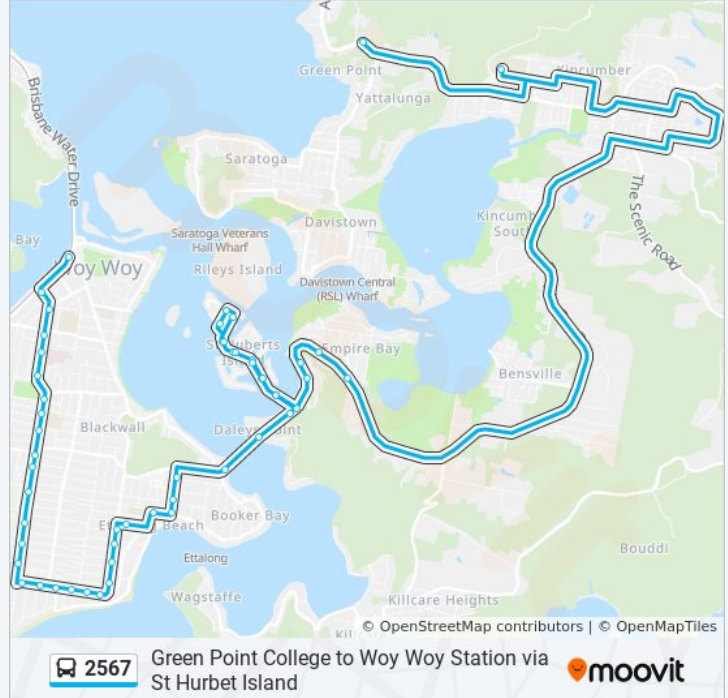 A
Green Point
Kincumber
Yattalunga
Brisbane Water Drive
Saratoga
Davistown
Kincumb
South
The Scenic Road
Saratoga Veterans
Hall Wharf
Bay
Woy Woy
Rileys Island
Davistown Central
(RSL) Wharf
St Huberts
Island
Empire Bay
Bensville
Blackwall
Daleys Point
Booker Bay
Ettalong Beach
Ettalong
Bouddi
Wagstaffe
Killcare Heights
Kil
© OpenStreetMap contributors | © OpenMapTiles
2567
Green Point College to Woy Woy Station via
St Hurbet Island
moovit